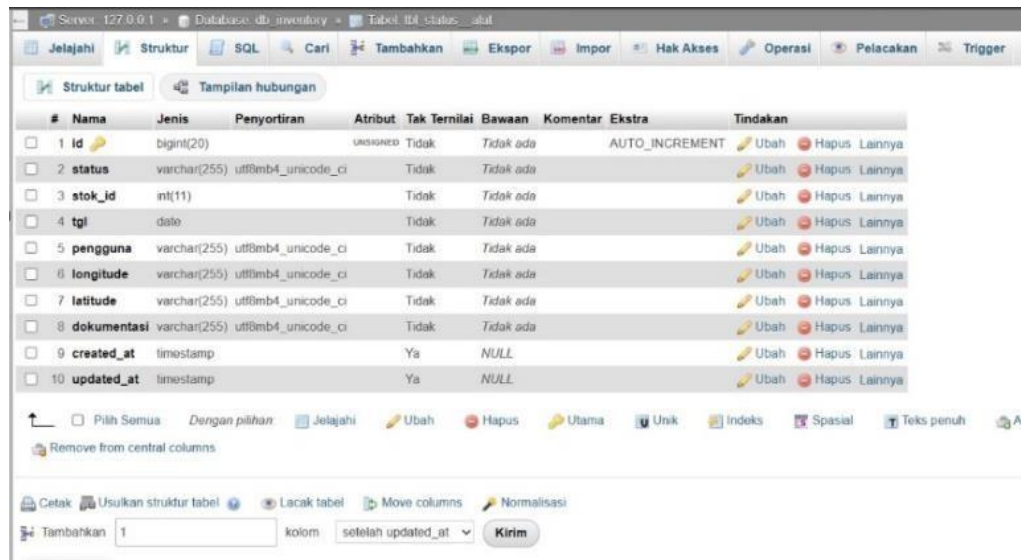 Server: 127.0.0.1 » Database: db_inventory » Tabel: tbl_status__alat
Jelajahi Struktur SQL Cari Tambahkan Ekspor Impor Hak Akses Operasi Pelacakan Trigger
Struktur tabel Tampilan hubungan
# Nama Jenis Penyortiran Atribut Tak Ternilai Bawaan Komentar Ekstra Tindakan
1 id bigint(20) UNSIGNED Tidak Tidak ada AUTO_INCREMENT Ubah Hapus Lainnya
2 status varchar(255) utf8mb4_unicode_ci Tidak Tidak ada Ubah Hapus Lainnya
3 stok_id int(11) Tidak Tidak ada Ubah Hapus Lainnya
4 tgl date Tidak Tidak ada Ubah Hapus Lainnya
5 pengguna varchar(255) utf8mb4_unicode_ci Tidak Tidak ada Ubah Hapus Lainnya
6 longitude varchar(255) utf8mb4_unicode_ci Tidak Tidak ada Ubah Hapus Lainnya
7 latitude varchar(255) utf8mb4_unicode_ci Tidak Tidak ada Ubah Hapus Lainnya
8 dokumentasi varchar(255) utf8mb4_unicode_ci Tidak Tidak ada Ubah Hapus Lainnya
9 created_at timestamp Ya NULL Ubah Hapus Lainnya
10 updated_at timestamp Ya NULL Ubah Hapus Lainnya
Pilih Semua Dengan pilihan: Jelajahi Ubah Hapus Utama Unik Indeks Spasial Teks penuh A
Remove from central columns
Cetak Usulkan struktur tabel Lacak tabel Move columns Normalisasi
Tambahkan 1 kolom setelah updated_at Kirim